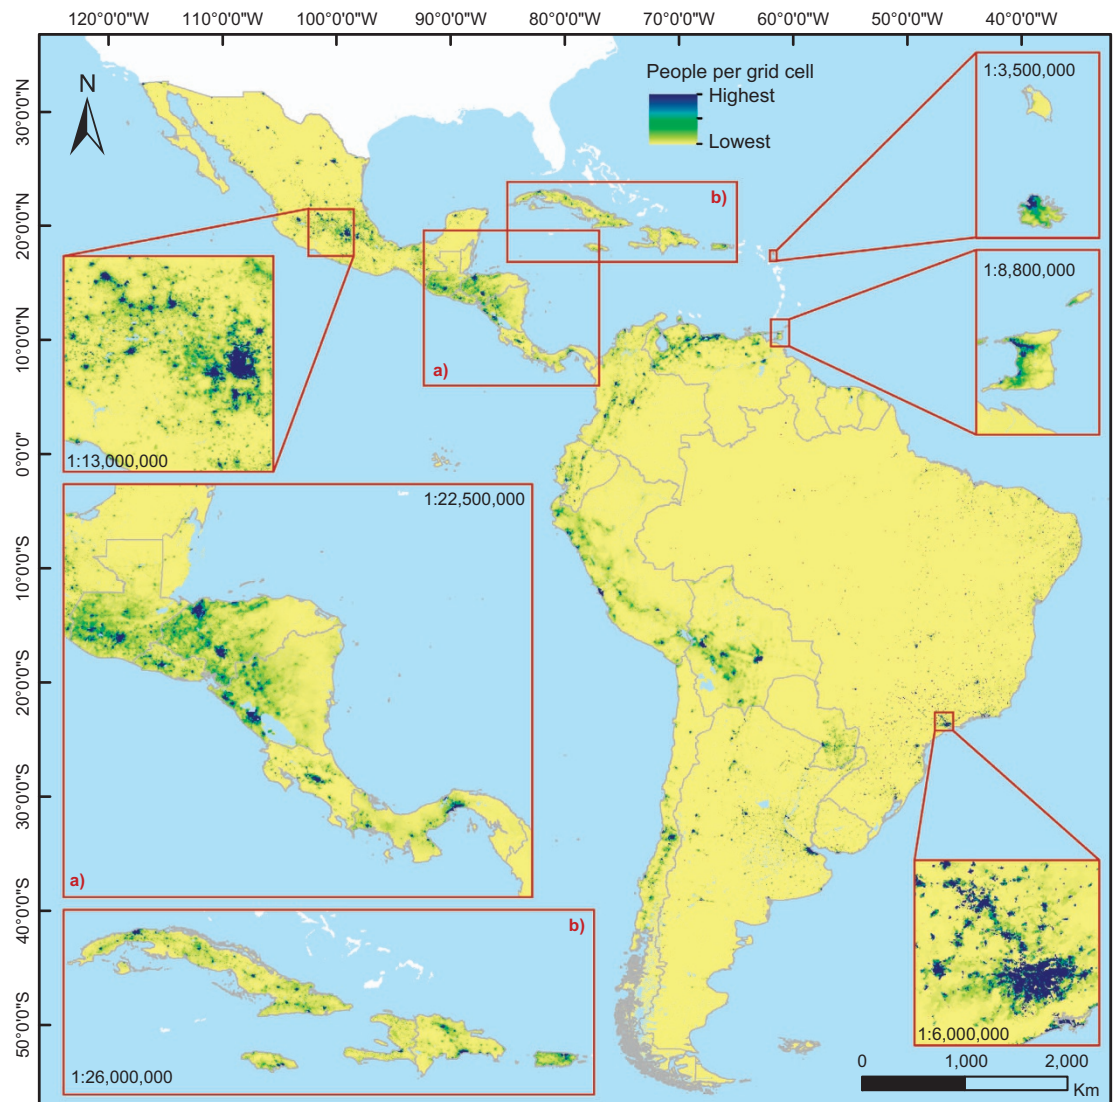 120°0'0"W 110°0'0"W 100°0'0"W 90°0'0"W 80°0'0"W 70°0'0"W 60°0'0"W 50°0'0"W 40°0'0"W
30°0'0"N
20°0'0"N
10°0'0"N
0°0'0"
10°0'0"S
20°0'0"S
30°0'0"S
40°0'0"S
50°0'0"S
N
People per grid cell
Highest
Lowest
1:3,500,000
b)
1:8,800,000
a)
1:13,000,000
1:22,500,000
a)
b)
1:26,000,000
1:6,000,000
0 1,000 2,000
Km